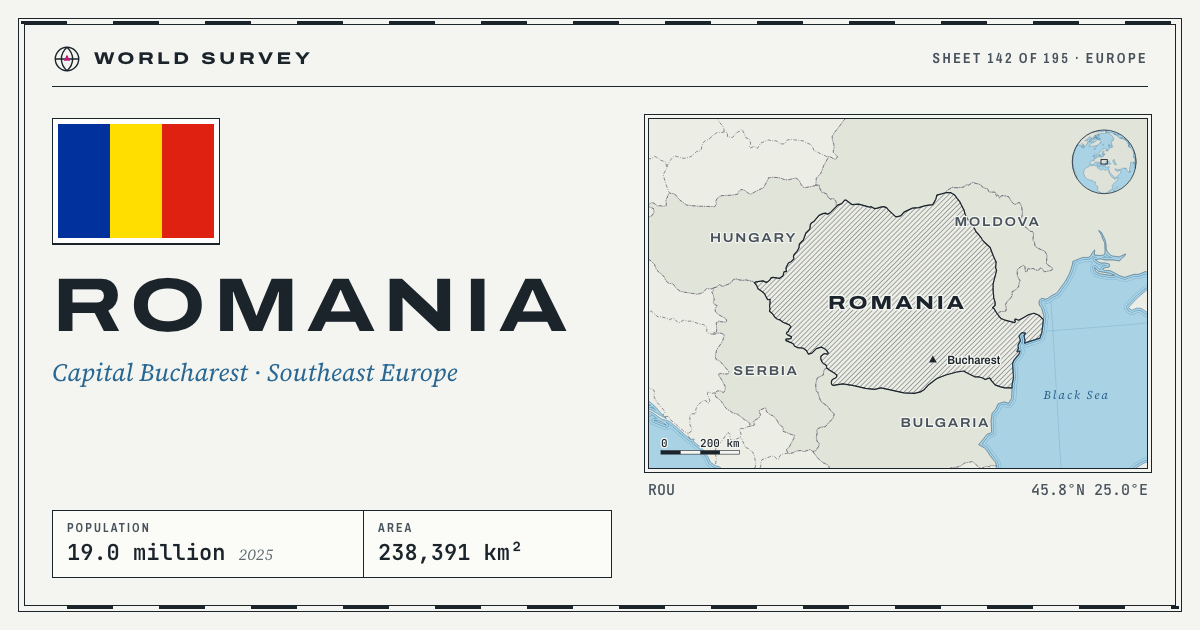 WORLD SURVEY
SHEET 142 OF 195 · EUROPE
ROMANIA
Capital Bucharest · Southeast Europe
HUNGARY
MOLDOVA
ROMANIA
Bucharest
SERBIA
Black Sea
BULGARIA
0 200 km
ROU
45.8°N 25.0°E
POPULATION
19.0 million 2025
AREA
238,391 km²